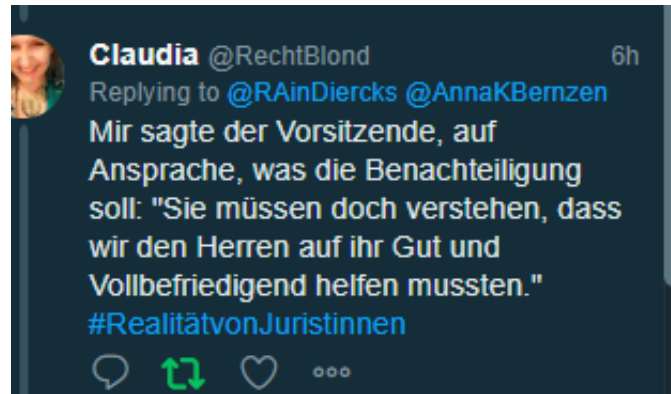 Claudia @RechtBlond 6h
Replying to @RAinDiercks @AnnaKBernzen
Mir sagte der Vorsitzende, auf
Ansprache, was die Benachteiligung
soll: "Sie müssen doch verstehen, dass
wir den Herren auf ihr Gut und
Vollbefriedigend helfen mussten."
#RealitätvonJuristinnen